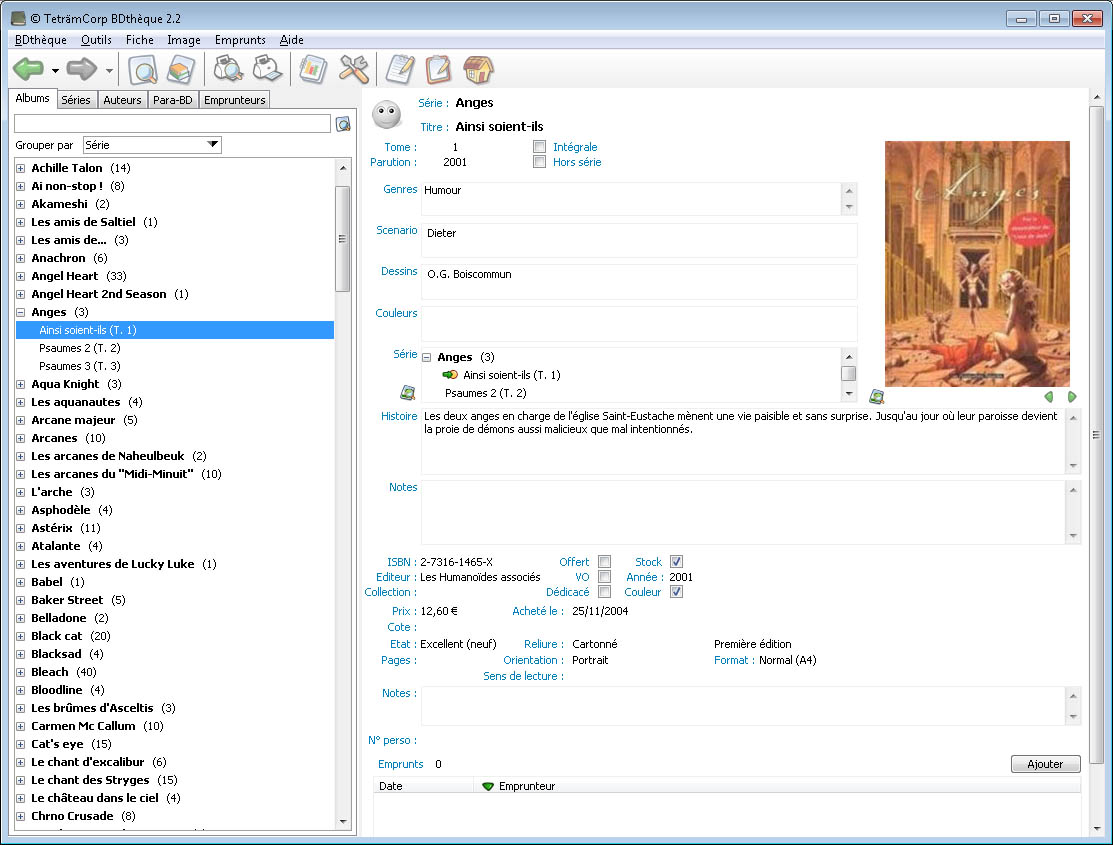 © TetràmCorp BDthèque 2.2
BDthèque Outils Fiche Image Emprunts Aide
Albums Séries Auteurs Para-BD Emprunteurs
Grouper par Série
Achille Talon (14)
Ai non-stop ! (8)
Akameshi (2)
Les amis de Saltiel (1)
Les amis de... (3)
Anachron (6)
Angel Heart (33)
Angel Heart 2nd Season (1)
Anges (3)
Ainsi soient-ils (T. 1)
Psaumes 2 (T. 2)
Psaumes 3 (T. 3)
Aqua Knight (3)
Les aquanautes (4)
Arcane majeur (5)
Arcanes (10)
Les arcanes de Naheulbeuk (2)
Les arcanes du "Midi-Minuit" (10)
L'arche (3)
Asphodèle (4)
Astérix (11)
Atalante (4)
Les aventures de Lucky Luke (1)
Babel (1)
Baker Street (5)
Belladone (2)
Black cat (20)
Blacksad (4)
Bleach (40)
Bloodline (4)
Les brûmes d'Asceltis (3)
Carmen Mc Callum (10)
Cat's eye (15)
Le chant d'excalibur (6)
Le chant des Stryges (15)
Le château dans le ciel (4)
Chrno Crusade (8)
Série : Anges
Titre : Ainsi soient-ils
Tome : 1 Intégrale
Parution : 2001 Hors série
Genres Humour
Scenario Dieter
Dessins O.G. Boiscommun
Couleurs
Série Anges (3)
Ainsi soient-ils (T. 1)
Psaumes 2 (T. 2)
Anges
Histoire Les deux anges en charge de l'église Saint-Eustache mènent une vie paisible et sans surprise. Jusqu'au jour où leur paroisse devient
la proie de démons aussi malicieux que mal intentionnés.
Notes
ISBN : 2-7316-1465-X Offert Stock
Editeur : Les Humanoïdes associés VO Année : 2001
Collection : Dédicacé Couleur
Prix : 12,60 € Acheté le : 25/11/2004
Cote :
Etat : Excellent (neuf) Reliure : Cartonné Première édition
Pages : Orientation : Portrait Format : Normal (A4)
Sens de lecture :
Notes :
N° perso :
Emprunts 0 Ajouter
Date Emprunteur